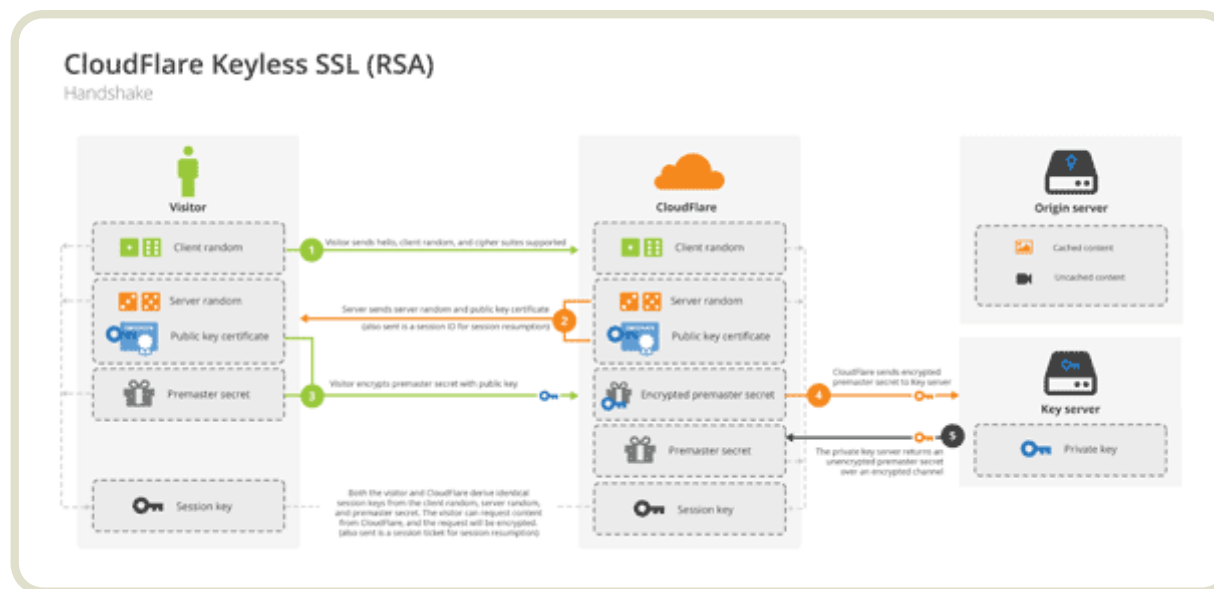 CloudFlare Keyless SSL (RSA)
Handshake
Visitor
Client random
Server random
Public key certificate
Premaster secret
Session key
1
Visitor sends hello, client random, and cipher suites supported
Server sends server random and public key certificate
(also sent is a session ID for session resumption)
2
3
Visitor encrypts premaster secret with public key
Both the visitor and CloudFlare derive identical
session keys from the client random, server random,
and premaster secret. The visitor can request content
from CloudFlare, and the request will be encrypted.
(also sent is a session ticket for session resumption)
CloudFlare
Client random
Server random
Public key certificate
Encrypted premaster secret
Premaster secret
Session key
4
CloudFlare sends encrypted
premaster secret to Key server
5
The private key server returns an
unencrypted premaster secret
over an encrypted channel
Origin server
Cached content
Uncached content
Key server
Private key